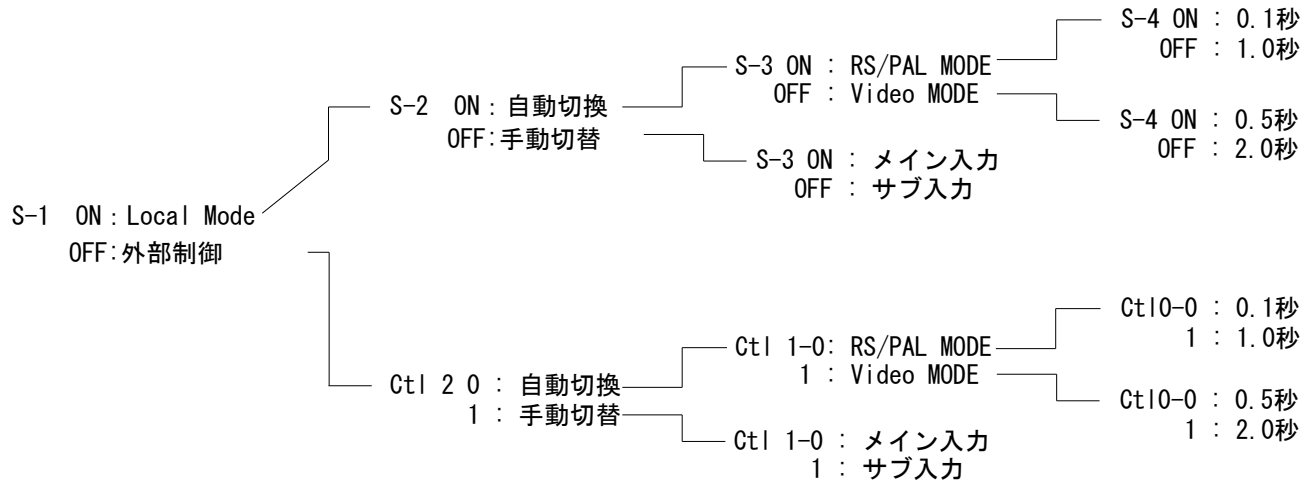 S-4 ON : 0.1秒
OFF : 1.0秒
S-3 ON : RS/PAL MODE
OFF : Video MODE
S-2 ON : 自動切換
OFF:手動切替
S-4 ON : 0.5秒
OFF : 2.0秒
S-3 ON : メイン入力
OFF : サブ入力
S-1 ON : Local Mode
OFF:外部制御
Ctl0-0 : 0.1秒
1 : 1.0秒
Ctl 1-0: RS/PAL MODE
1 : Video MODE
Ctl 2 0 : 自動切換
1 : 手動切替
Ctl0-0 : 0.5秒
1 : 2.0秒
Ctl 1-0 : メイン入力
1 : サブ入力